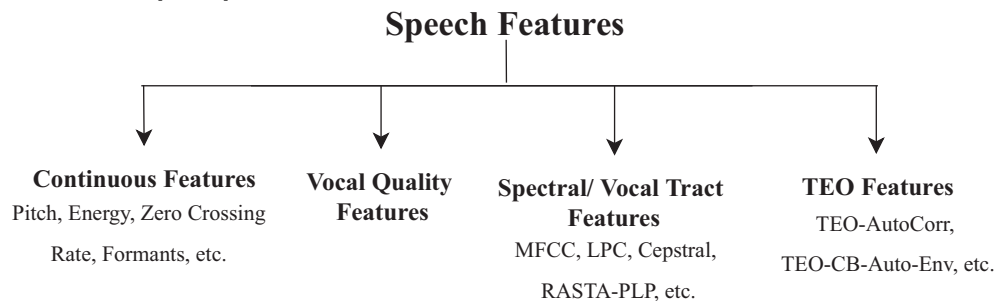 Speech Features
Continuous Features
Pitch, Energy, Zero Crossing
Rate, Formants, etc.
Vocal Quality
Features
Spectral/ Vocal Tract
Features
MFCC, LPC, Cepstral,
RASTA-PLP, etc.
TEO Features
TEO-AutoCorr,
TEO-CB-Auto-Env, etc.